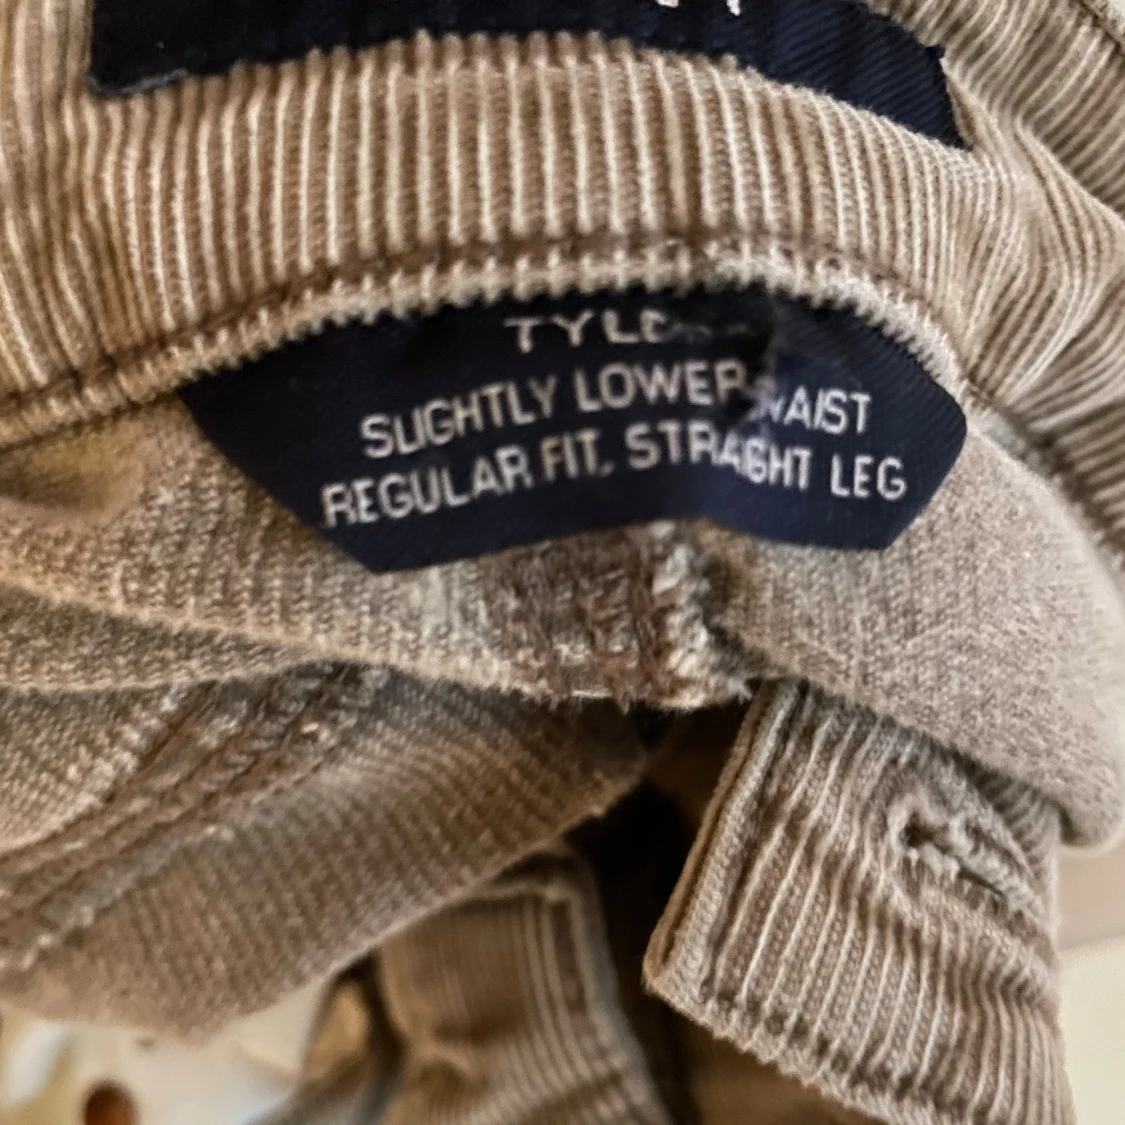 SLIGHTLY LOWER WAIST
REGULAR FIT, STRAIGHT LEG